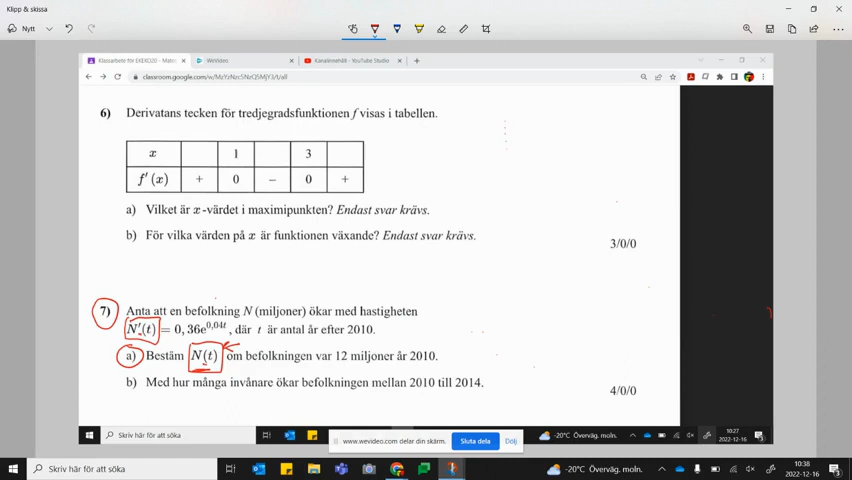 Klipp & skissa
Nytt
Klassarbete för EKEKO20 - Matem
WeVideo
Kanalinnehåll - YouTube Studio
classroom.google.com/w/MzYzNzc5NzQ5MjY3/t/all
6) Derivatans tecken för tredjegradsfunktionen f visas i tabellen.
x 1 3
f'(x) + 0 − 0 +
a) Vilket är x-värdet i maximipunkten? Endast svar krävs.
b) För vilka värden på x är funktionen växande? Endast svar krävs.
3/0/0
7) Anta att en befolkning N (miljoner) ökar med hastigheten
N'(t) = 0,36e^0,04t, där t är antal år efter 2010.
a) Bestäm N(t) om befolkningen var 12 miljoner år 2010.
b) Med hur många invånare ökar befolkningen mellan 2010 till 2014.
4/0/0
Skriv här för att söka
www.wevideo.com delar din skärm.
Sluta dela
Dölj
-20°C Överväg. moln.
10:27
2022-12-16
Skriv här för att söka
-20°C Överväg. moln.
10:38
2022-12-16